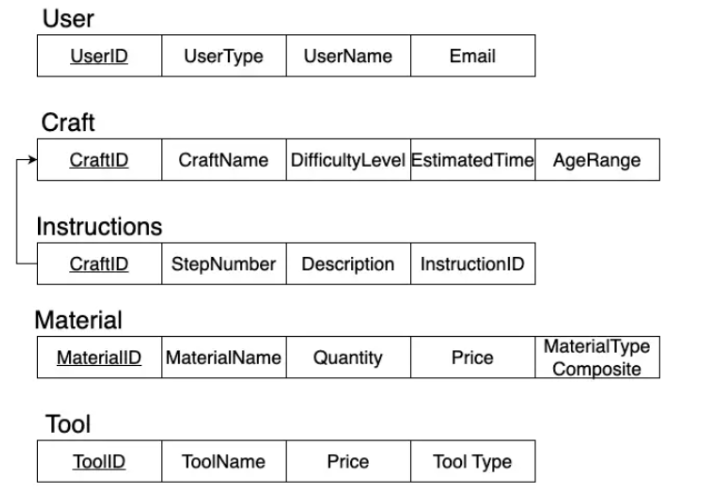 User
UserID UserType UserName Email
Craft
CraftID CraftName DifficultyLevel EstimatedTime AgeRange
Instructions
CraftID StepNumber Description InstructionID
Material
MaterialID MaterialName Quantity Price MaterialType
Composite
Tool
ToolID ToolName Price Tool Type